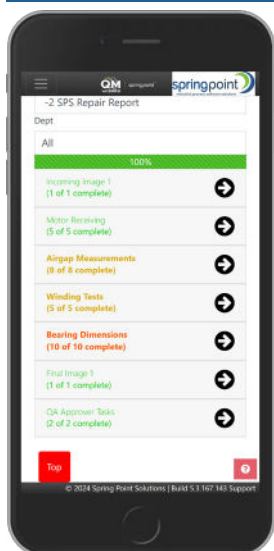 QM
springpoint
springpoint
-2 SPS Repair Report
Dept
All
100%
Incoming Image 1
(1 of 1 complete)
Motor Receiving
(5 of 5 complete)
Airgap Measurements
(8 of 8 complete)
Winding Tests
(5 of 5 complete)
Bearing Dimensions
(10 of 10 complete)
Final Image 1
(1 of 1 complete)
QA Approver Tasks
(2 of 2 complete)
Top
?
© 2024 Spring Point Solutions | Build 5.1.167.143 Support